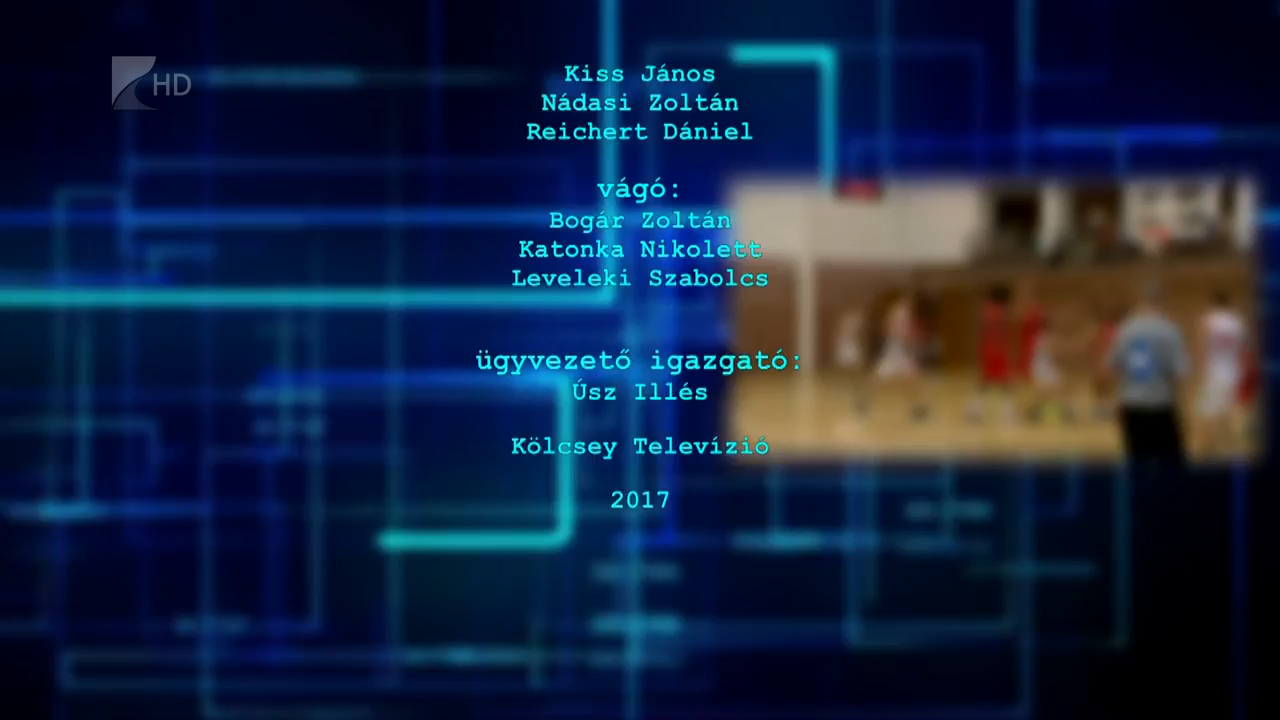 HD
Kiss János
Nádasi Zoltán
Reichert Dániel
vágó:
Bogár Zoltán
Katonka Nikolett
Leveleki Szabolcs
ügyvezető igazgató:
Úsz Illés
Kölcsey Televízió
2017